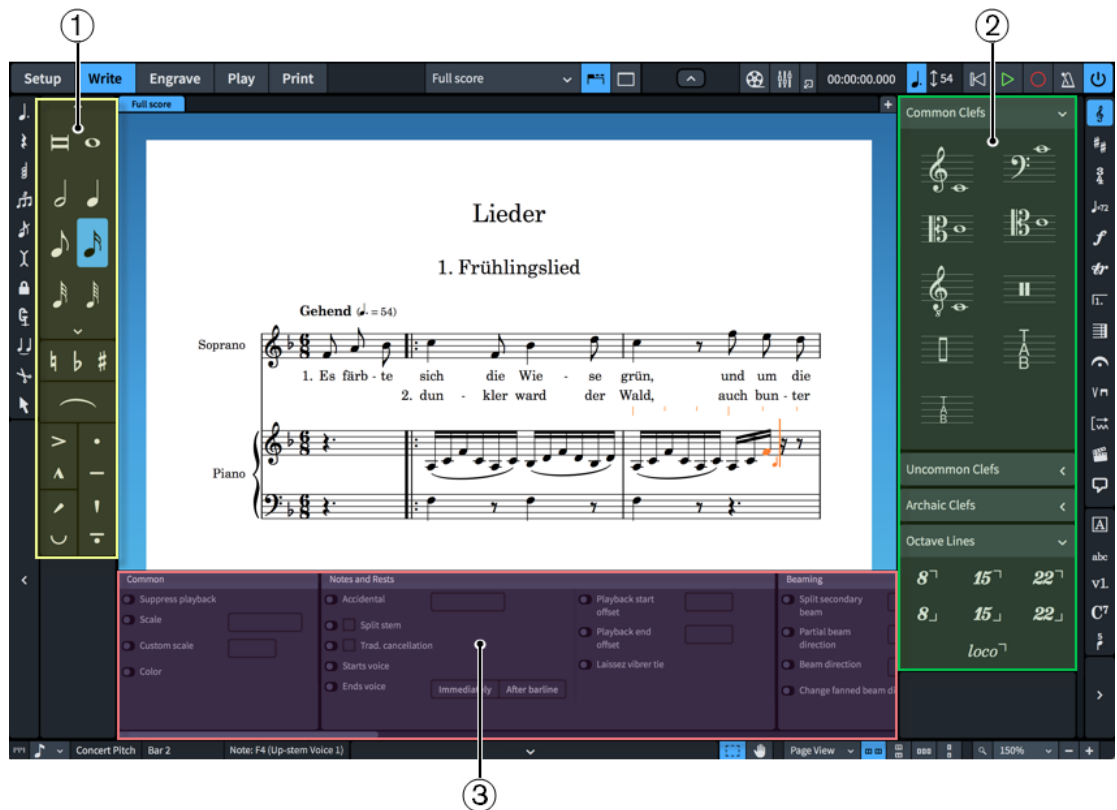 1
2
Setup Write Engrave Play Print Full score 00:00:00.000 54
Full score
Common Clefs
Lieder
1. Frühlingslied
Gehend (♩. = 54)
Soprano
1. Es färb - te sich die Wie - se grün, und um die
2. dun - kler ward der Wald, auch bun - ter
Piano
TAB
TAB
Uncommon Clefs
Archaic Clefs
Octave Lines
8 15 22
8 15 22
loco
=72
f
tr
1.
A
abc
v1.
C7
5
Common
Suppress playback
Scale
Custom scale
Color
Notes and Rests
Accidental
Split stem
Trad. cancellation
Starts voice
Ends voice
Immediately After barline
Playback start
offset
Playback end
offset
Laissez vibrer tie
Beaming
Split secondary
beam
Partial beam
direction
Beam direction
Change fanned beam di
Concert Pitch Bar 2 Note: F4 (Up-stem Voice 1) Page View 150%
3